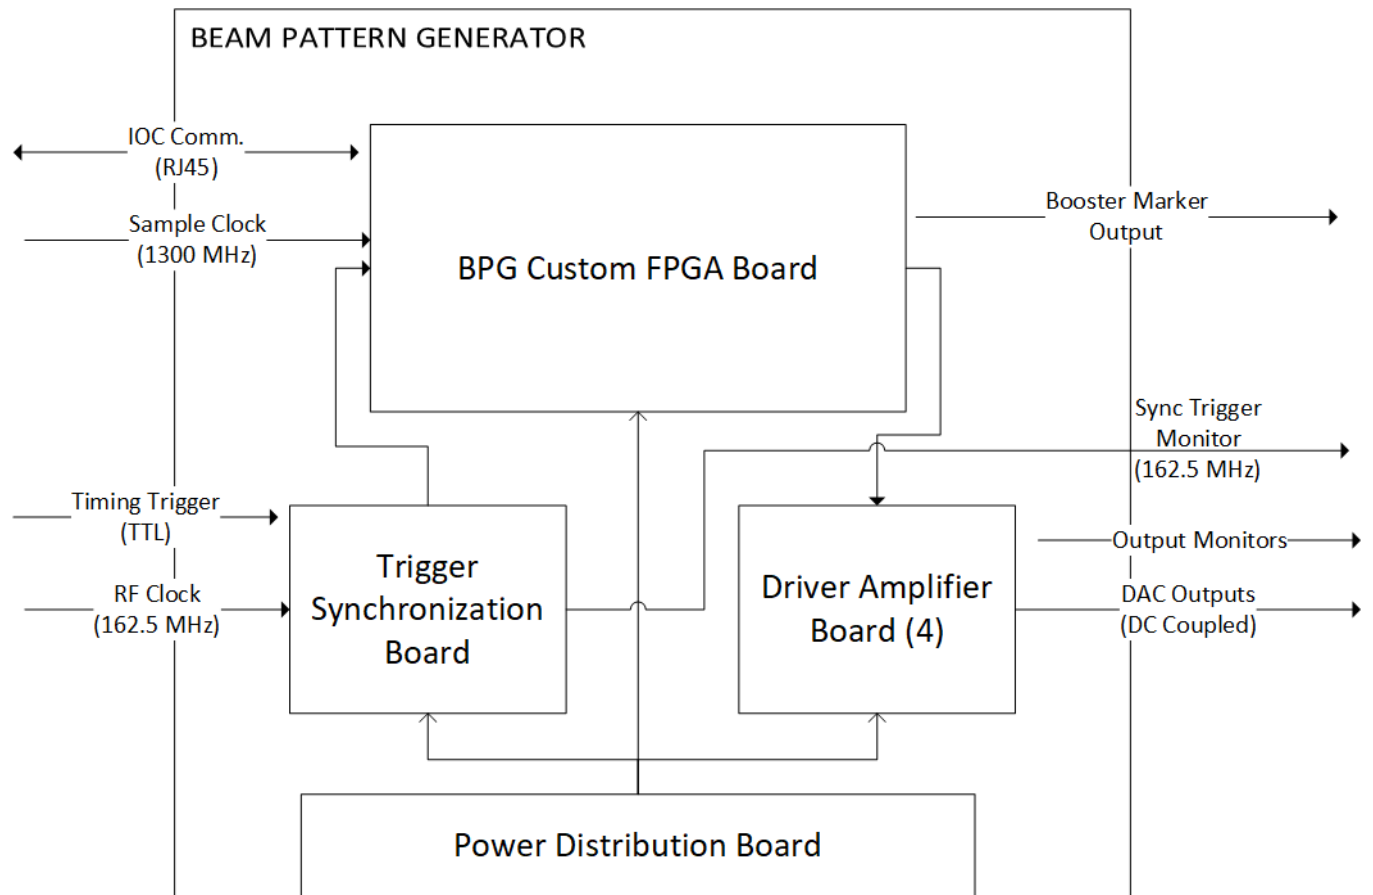 BEAM PATTERN GENERATOR
IOC Comm.
(RJ45)
Sample Clock
(1300 MHz)
BPG Custom FPGA Board
Booster Marker
Output
Sync Trigger
Monitor
(162.5 MHz)
Timing Trigger
(TTL)
RF Clock
(162.5 MHz)
Trigger
Synchronization
Board
Driver Amplifier
Board (4)
Output Monitors
DAC Outputs
(DC Coupled)
Power Distribution Board